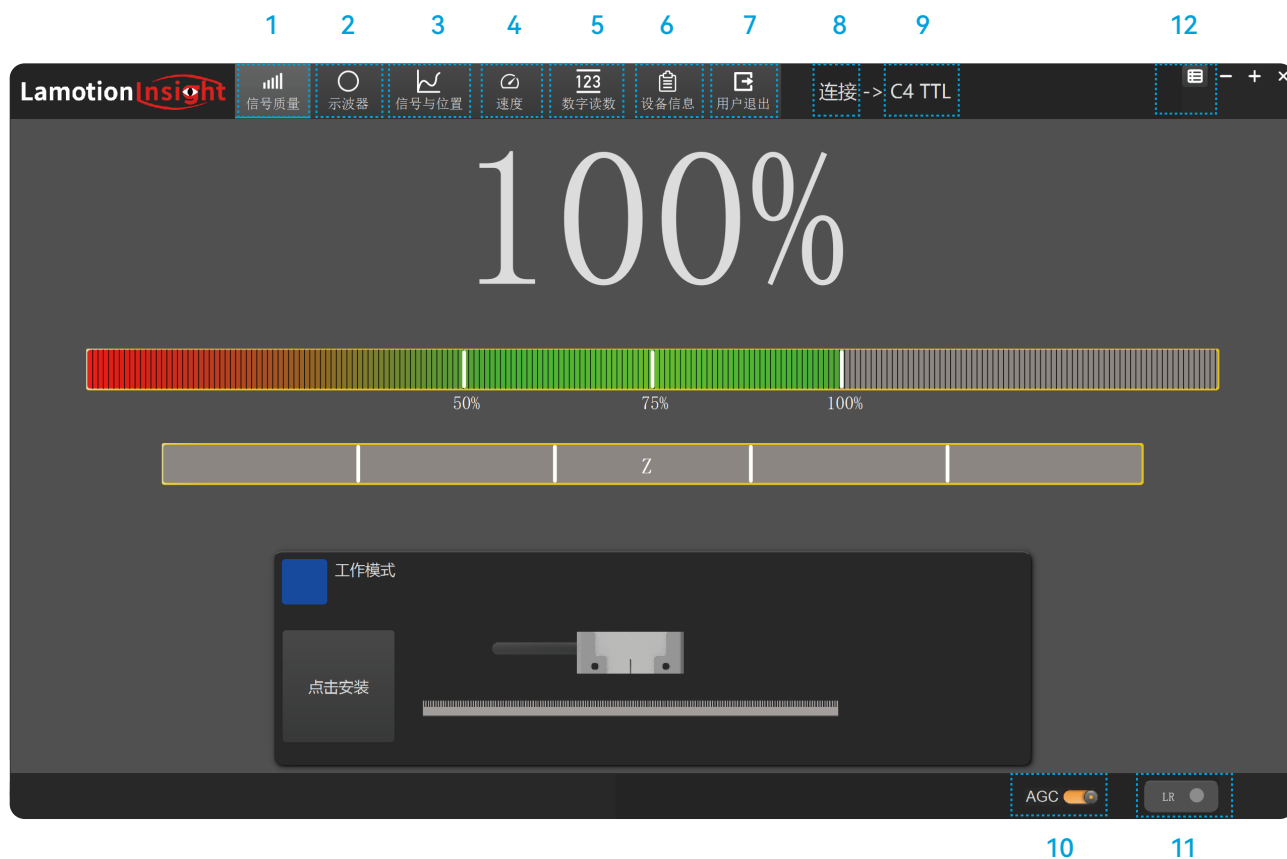 1 2 3 4 5 6 7 8 9 12
LamotionInsight
信号质量 示波器 信号与位置 123 速度 数字读数 设备信息 用户退出 连接 -> C4 TTL
100%
50% 75% 100%
Z
工作模式
点击安装
AGC LR
10 11